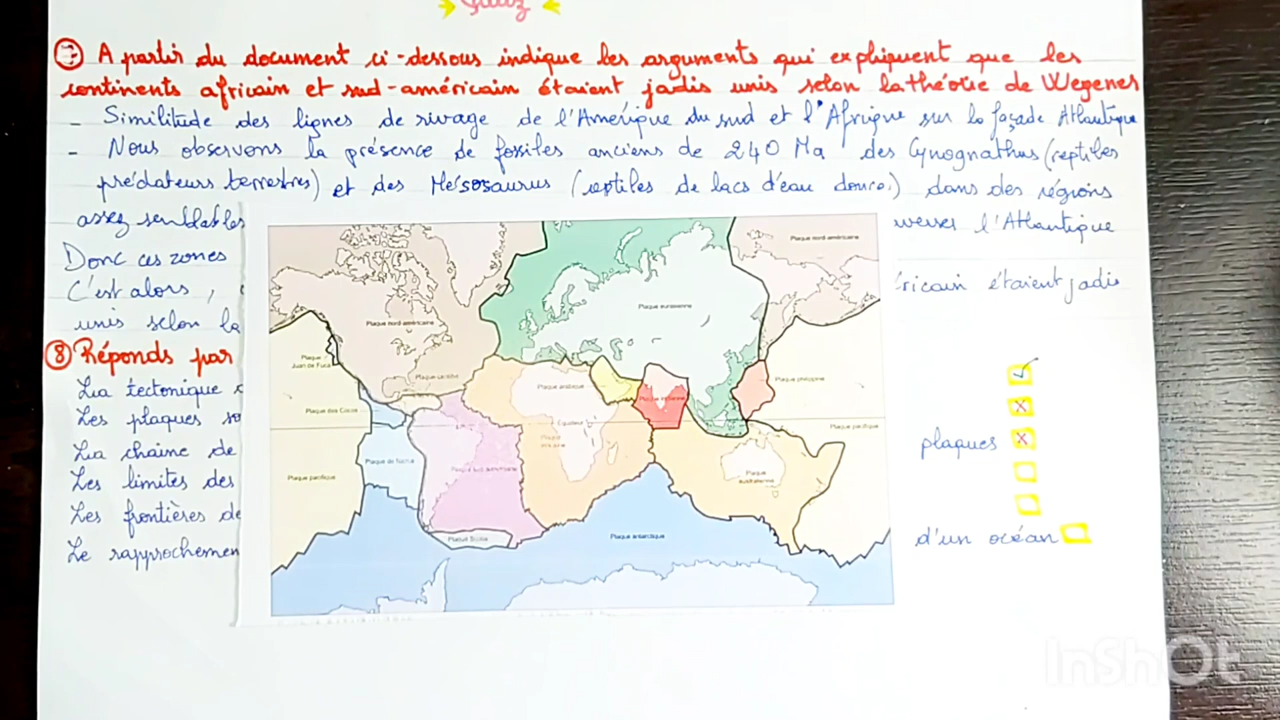 Quiz
⑦ A partir du document ci-dessous indique les arguments qui expliquent que les
continents africain et sud-américain étaient jadis unis selon la théorie de Wegener
- Similitude des lignes de rivage de l'Amérique du sud et l'Afrique sur la façade Atlantique
- Nous observons la présence de fossiles anciens de 240 Ma des Cynognathus (reptiles
prédateurs terrestres) et des Mésosaurus (reptiles de lacs d'eau douce) dans des régions
assez semblables l'Atlantique
Donc ces zones
C'est alors, ricain étaient jadis
unis selon la
⑧ Réponds par
La tectonique
Les plaques so
La chaine de plaques
Les limites des
Les frontières de
Le rapprochemen d'un océan
Plaque nord-américaine
Plaque eurasienne
Plaque nord-américaine
Plaque Juan de Fuca
Plaque caraïbe
Plaque arabique
Plaque indienne
Plaque philippine
Plaque des Cocos
Equateur
Plaque pacifique
Plaque africaine
Plaque de Nazca
Plaque sud-américaine
Plaque pacifique
Plaque australienne
Plaque Scotia
Plaque antarctique
InShOt